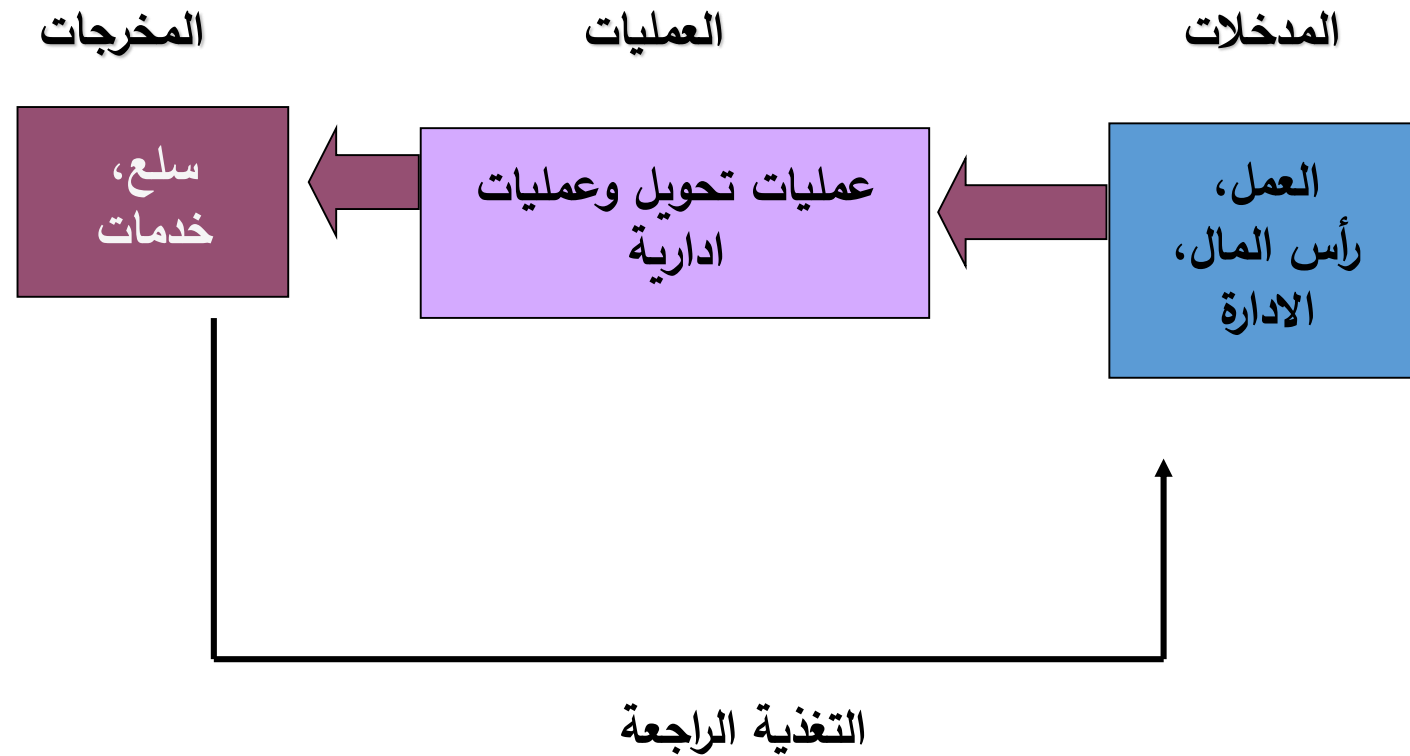 المدخلات
العمليات
المخرجات
العمل،
رأس المال،
الادارة
عمليات تحويل وعمليات
ادارية
سلع،
خدمات
التغذية الراجعة